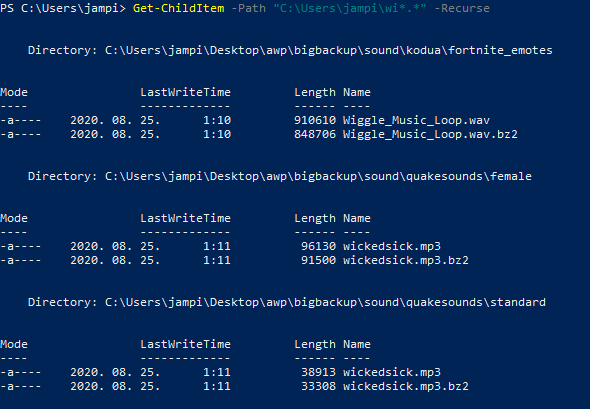 PS C:\Users\jampi> Get-ChildItem -Path "C:\Users\jampi\wi*.*" -Recurse
Directory: C:\Users\jampi\Desktop\awp\bigbackup\sound\kodua\fortnite_emotes
Mode LastWriteTime Length Name
---- ------------- ------ ----
-a---- 2020. 08. 25. 1:10 910610 Wiggle_Music_Loop.wav
-a---- 2020. 08. 25. 1:10 848706 Wiggle_Music_Loop.wav.bz2
Directory: C:\Users\jampi\Desktop\awp\bigbackup\sound\quakesounds\female
Mode LastWriteTime Length Name
---- ------------- ------ ----
-a---- 2020. 08. 25. 1:11 96130 wickedsick.mp3
-a---- 2020. 08. 25. 1:11 91500 wickedsick.mp3.bz2
Directory: C:\Users\jampi\Desktop\awp\bigbackup\sound\quakesounds\standard
Mode LastWriteTime Length Name
---- ------------- ------ ----
-a---- 2020. 08. 25. 1:11 38913 wickedsick.mp3
-a---- 2020. 08. 25. 1:11 33308 wickedsick.mp3.bz2